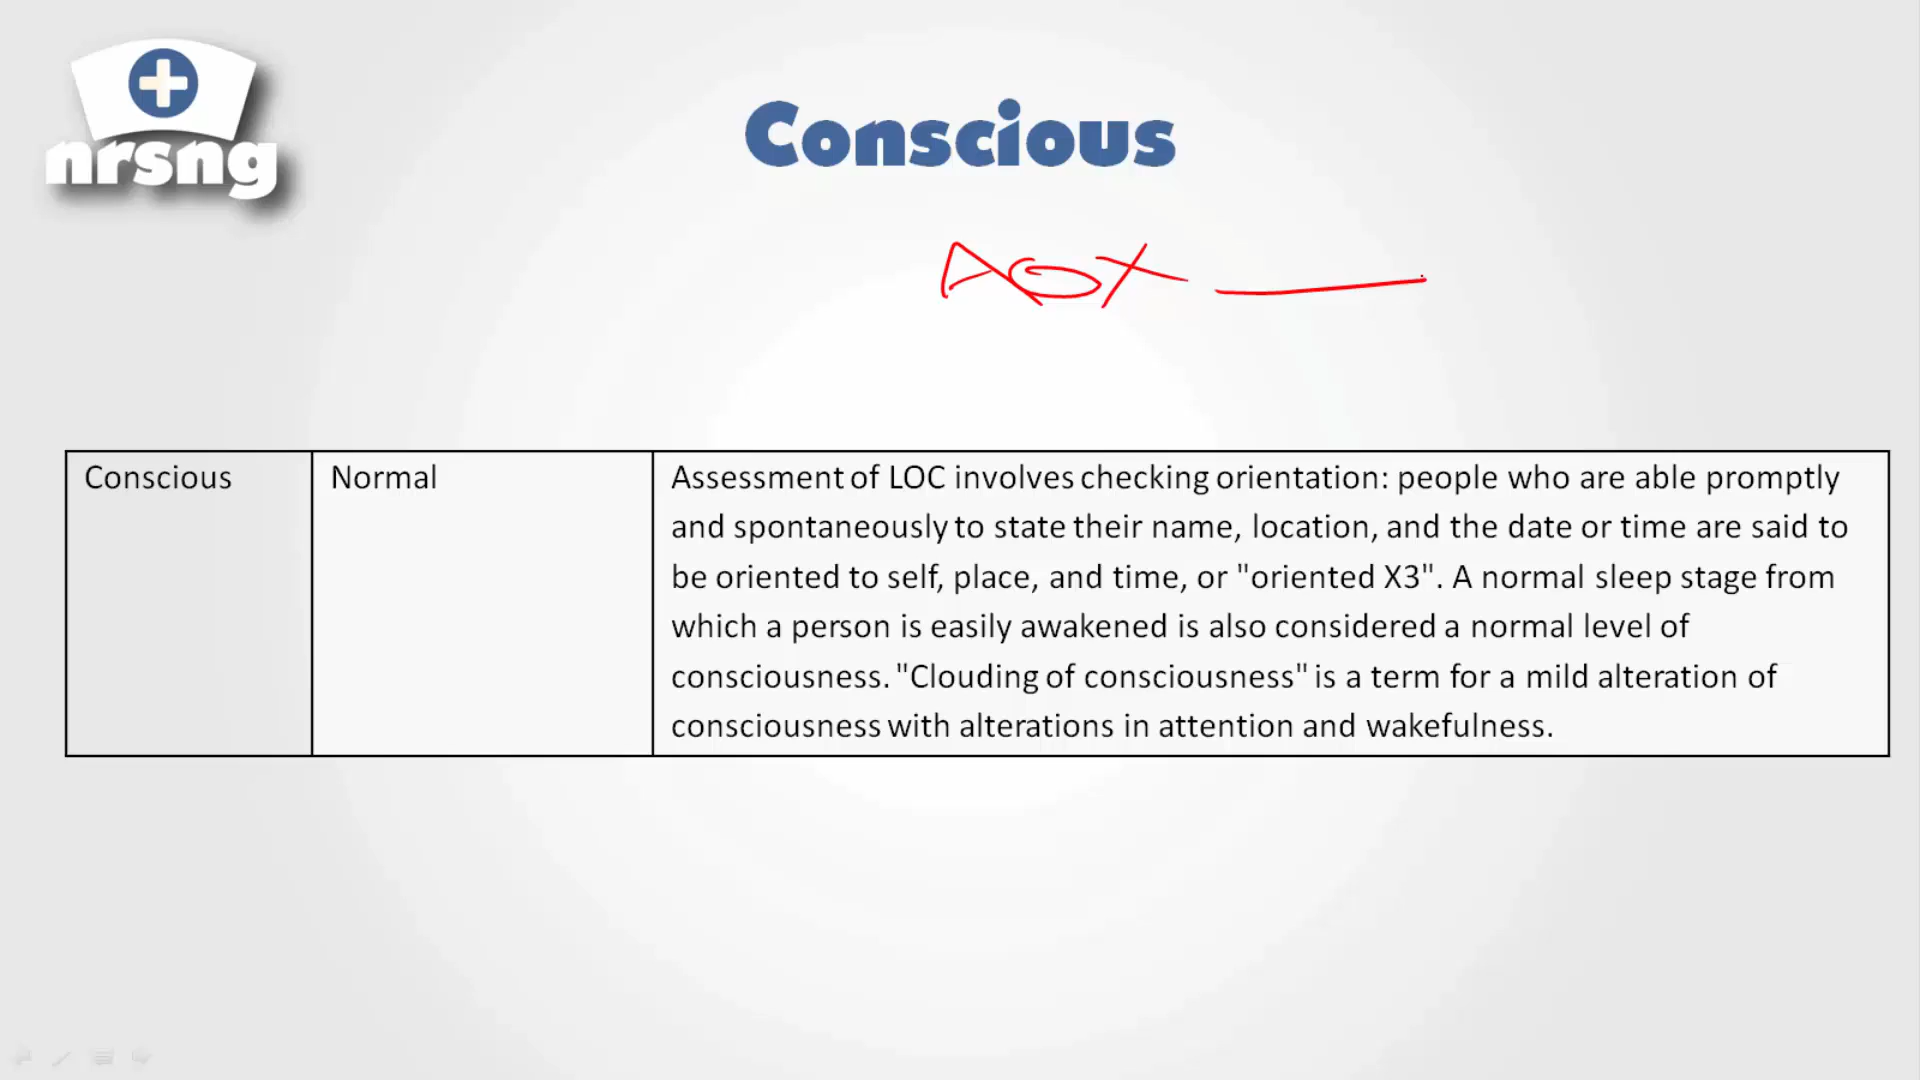 nrsng
Conscious
AOX
Conscious
Normal
Assessment of LOC involves checking orientation: people who are able promptly
and spontaneously to state their name, location, and the date or time are said to
be oriented to self, place, and time, or "oriented X3". A normal sleep stage from
which a person is easily awakened is also considered a normal level of
consciousness. "Clouding of consciousness" is a term for a mild alteration of
consciousness with alterations in attention and wakefulness.